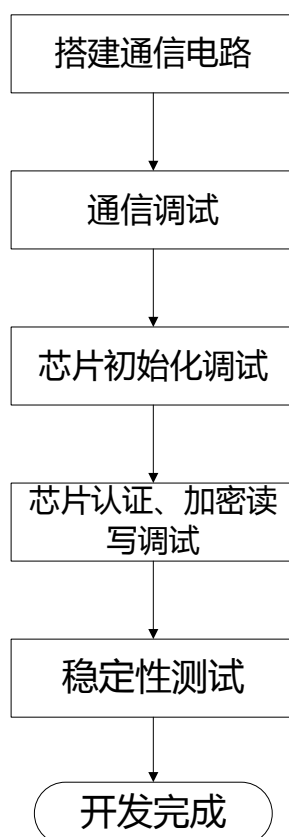 搭建通信电路
通信调试
芯片初始化调试
芯片认证、加密读
写调试
稳定性测试
开发完成